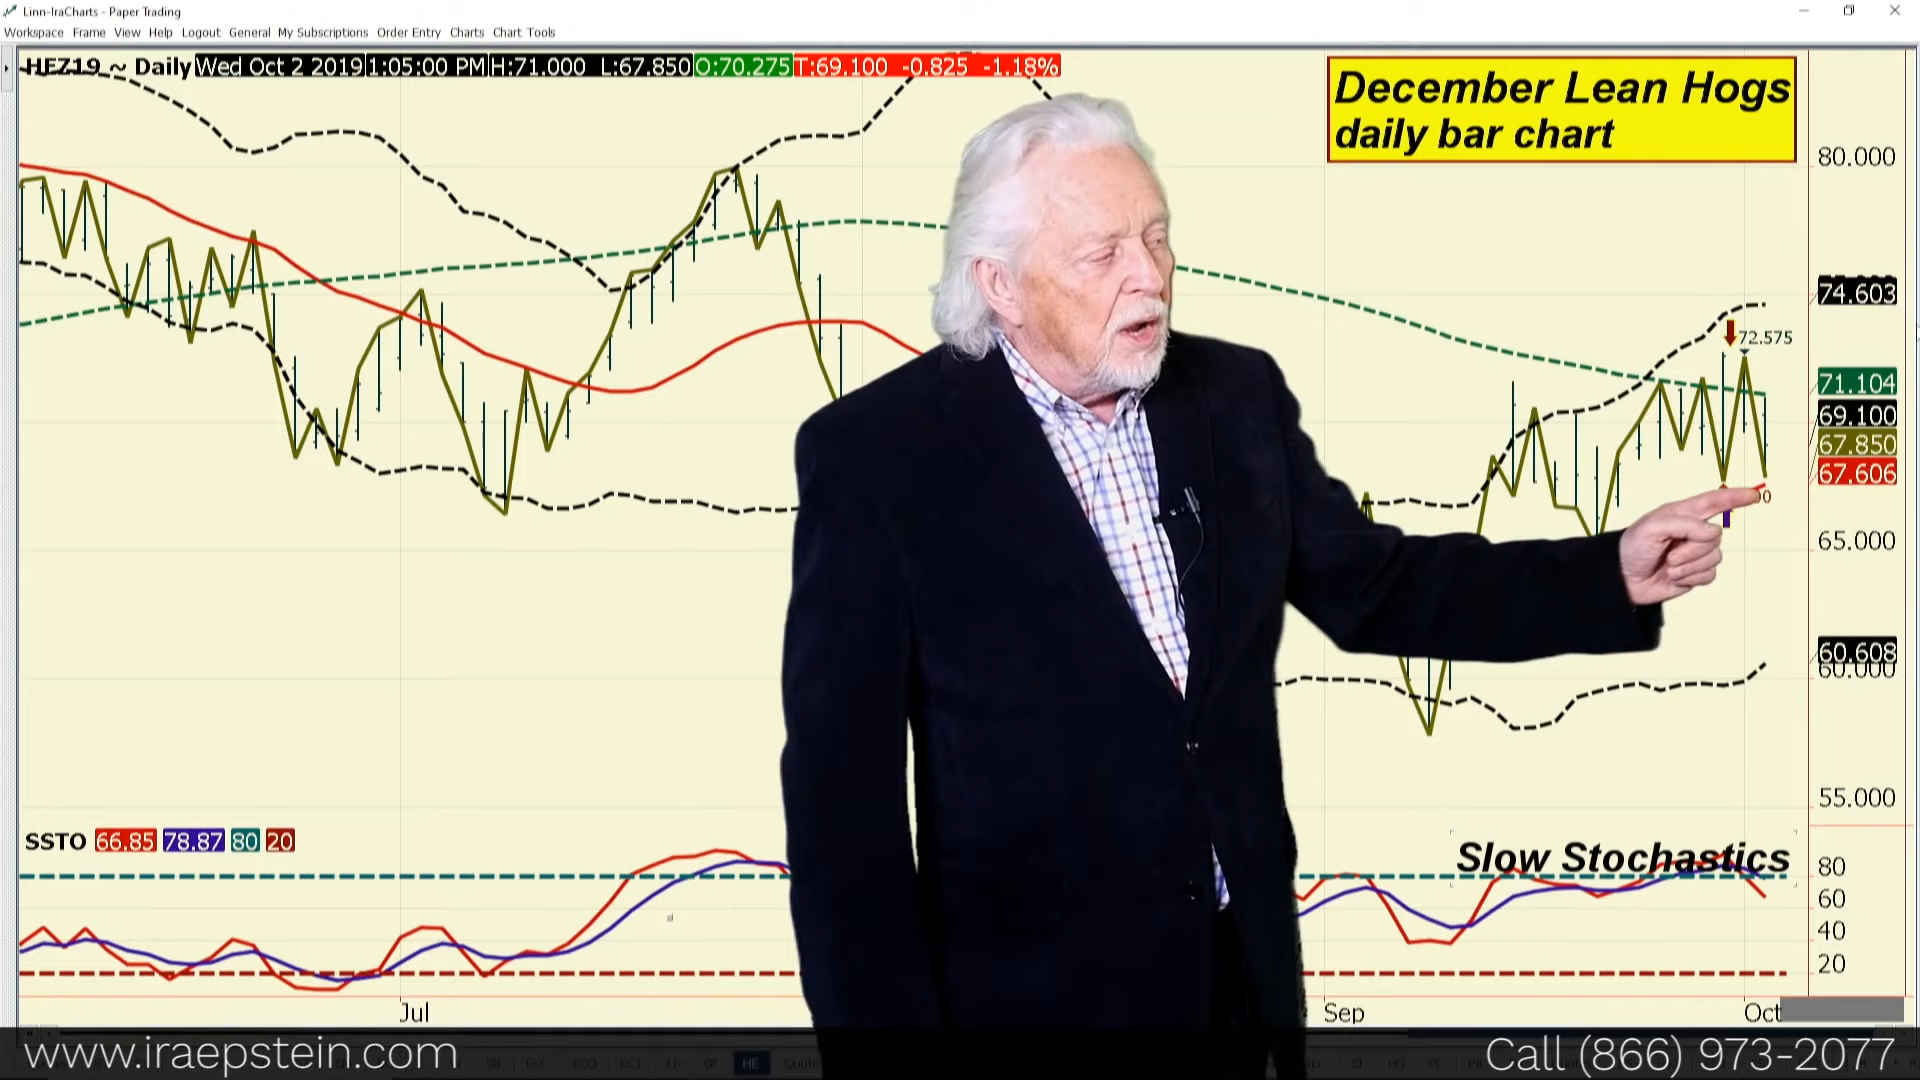 Linn-IraCharts - Paper Trading
Workspace Frame View Help Logout General My Subscriptions Order Entry Charts Chart Tools
HEZ19 ~ Daily Wed Oct 2 2019 1:05:00 PM H:71.000 L:67.850 O:70.275 T:69.100 -0.825 -1.18%
December Lean Hogs
daily bar chart
80.000
74.603
72.575
71.104
69.100
67.850
67.606
65.000
60.608
60.000
55.000
SSTO 66.85 78.87 80 20
Slow Stochastics
80
60
40
20
Jul
Sep
Oct
www.iraepstein.com
HE
Call (866) 973-2077